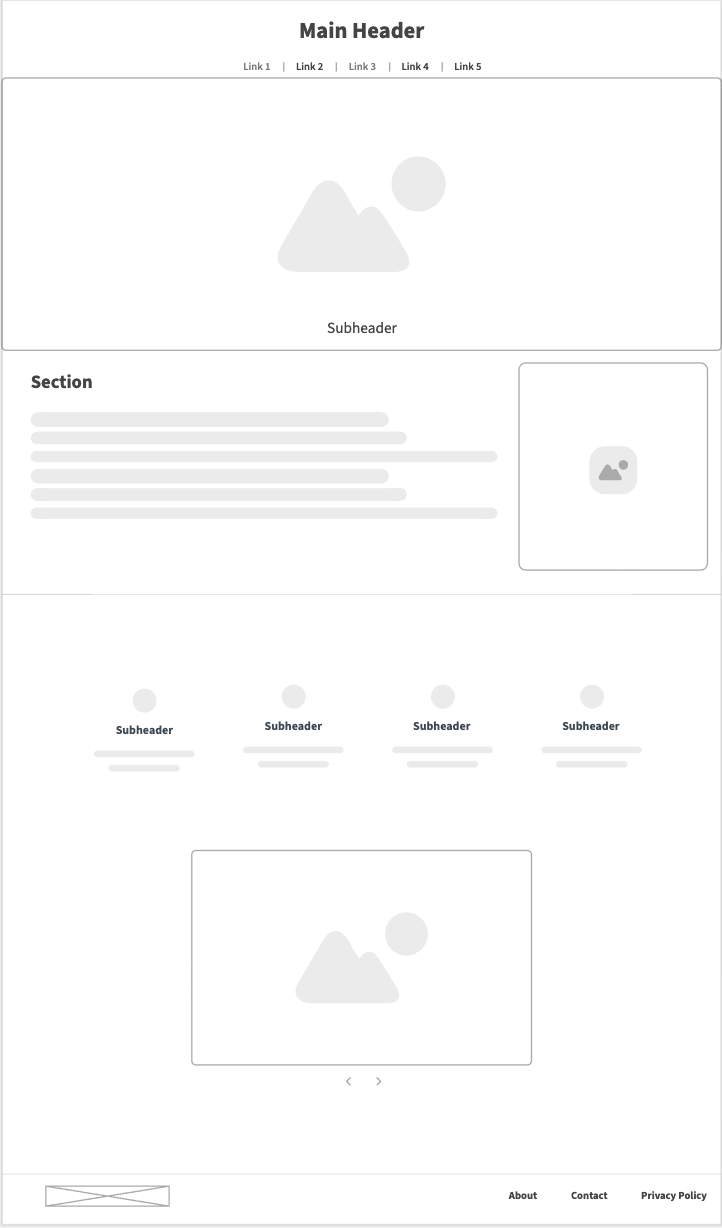 Main Header
Link 1 | Link 2 | Link 3 | Link 4 | Link 5
Subheader
Section
Subheader Subheader Subheader Subheader
About Contact Privacy Policy